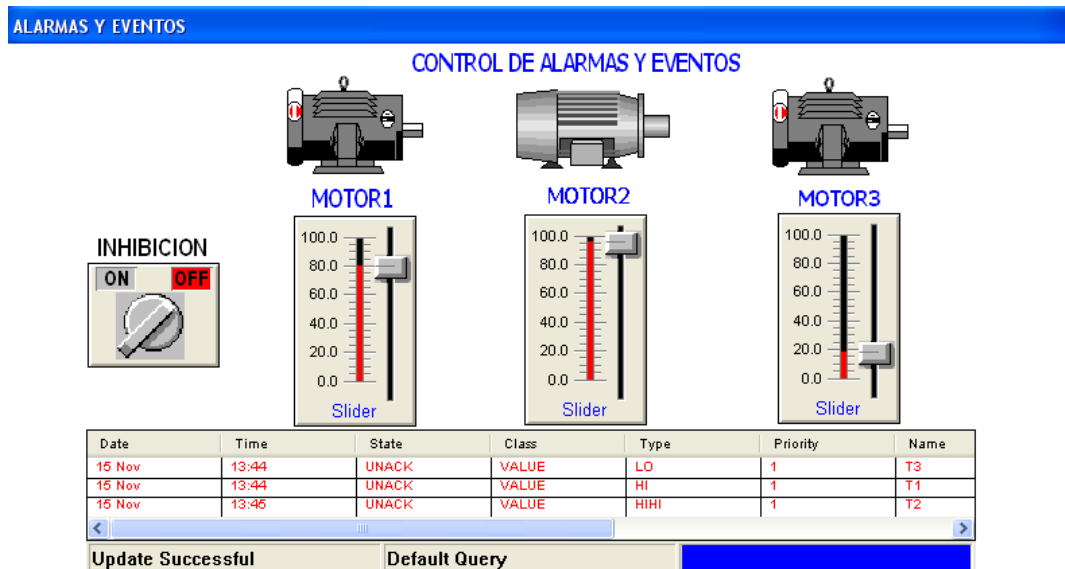 ALARMAS Y EVENTOS
CONTROL DE ALARMAS Y EVENTOS
MOTOR1
MOTOR2
MOTOR3
INHIBICION
ON OFF
100.0
80.0
60.0
40.0
20.0
0.0
Slider
100.0
80.0
60.0
40.0
20.0
0.0
Slider
100.0
80.0
60.0
40.0
20.0
0.0
Slider
Date Time State Class Type Priority Name
15 Nov 13:44 UNACK VALUE LO 1 T3
15 Nov 13:44 UNACK VALUE HI 1 T1
15 Nov 13:45 UNACK VALUE HIHI 1 T2
Update Successful Default Query